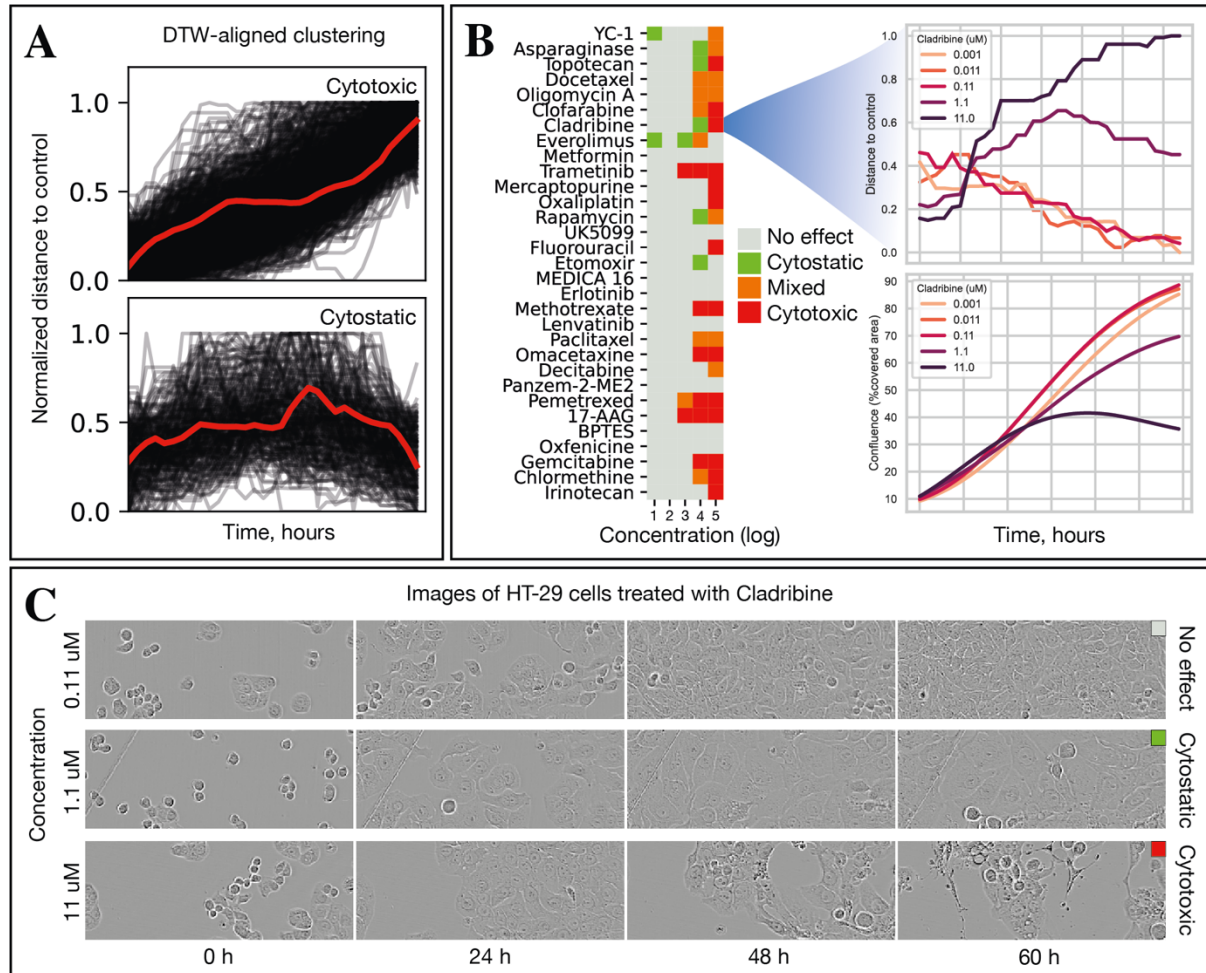 A
DTW-aligned clustering
Cytotoxic
1.0
0.5
0.0
Cytostatic
1.0
0.5
0.0
Normalized distance to control
Time, hours
B
YC-1
Asparaginase
Topotecan
Docetaxel
Oligomycin A
Clofarabine
Cladribine
Everolimus
Metformin
Trametinib
Mercaptopurine
Oxaliplatin
Rapamycin
UK5099
Fluorouracil
Etomoxir
MEDICA 16
Erlotinib
Methotrexate
Lenvatinib
Paclitaxel
Omacetaxine
Decitabine
Panzem-2-ME2
Pemetrexed
17-AAG
BPTES
Oxfenicine
Gemcitabine
Chlormethine
Irinotecan
1 2 3 4 5
Concentration (log)
No effect
Cytostatic
Mixed
Cytotoxic
Cladribine (uM)
0.001
0.011
0.11
1.1
11.0
1.0
0.8
0.6
0.4
0.2
0.0
Distance to control
Cladribine (uM)
0.001
0.011
0.11
1.1
11.0
90
80
70
60
50
40
30
20
10
Confluence (%covered area)
Time, hours
C
Images of HT-29 cells treated with Cladribine
Concentration
0.11 uM
No effect
1.1 uM
Cytostatic
11 uM
Cytotoxic
0 h 24 h 48 h 60 h